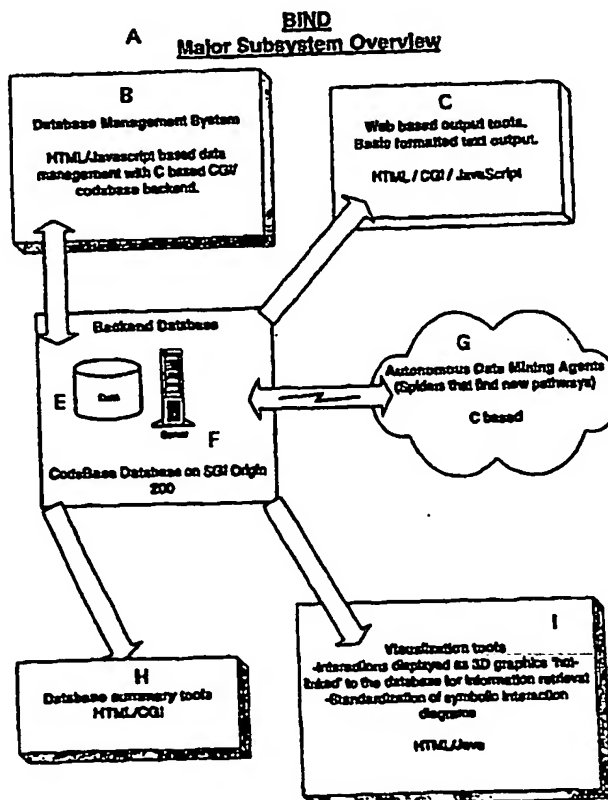 BIND
A
Major Subsystem Overview
B
Database Management System
HTML/Javascript based data
management with C based CGI/
codebase backend.
C
Web based output tools.
Basic formatted text output.
HTML / CGI / JavaScript
Backend Database
E
Data
Server
F
CodeBase Database on SGI Origin
200
G
Autonomous Data Mining Agents
(Spiders that find new pathways)
C based
H
Database summary tools
HTML/CGI
I
Visualization tools
-Interactions displayed as 3D graphics 'hot-
linked' to the database for information retrieval
-Standardization of symbolic interaction
diagrams
HTML/Java